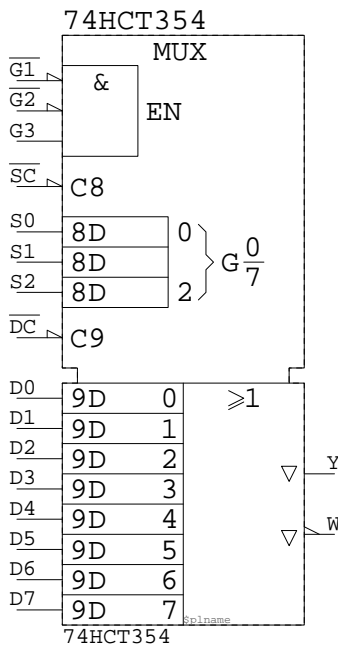 74HCT354
MUX
G1
&
G2
EN
G3
SC
C8
S0
8D
0
S1
8D
G 0/7
S2
8D
2
DC
C9
D0
9D
0
≥1
D1
9D
1
D2
9D
2
Y
D3
9D
3
D4
9D
4
W
D5
9D
5
D6
9D
6
D7
9D
7
$plname
74HCT354